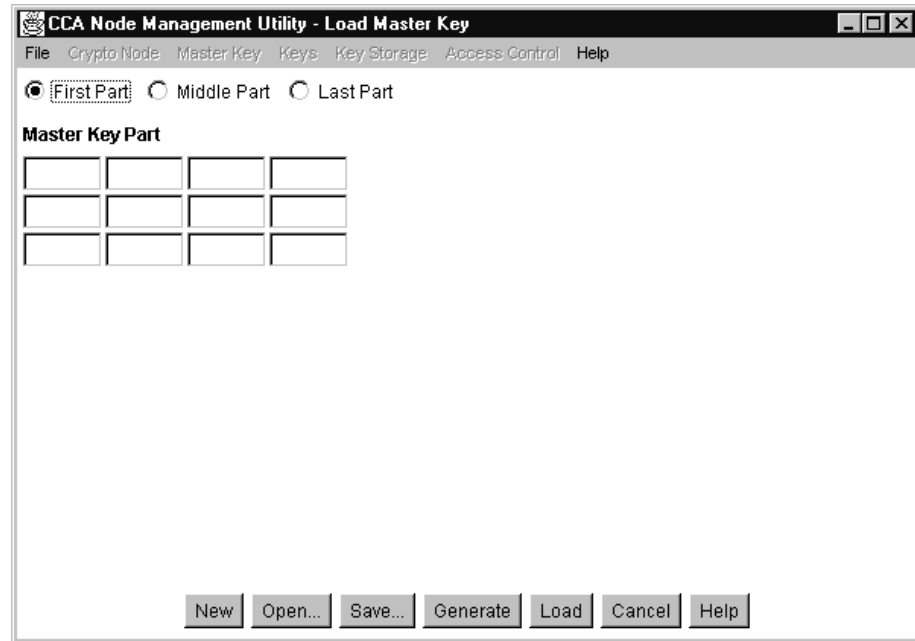 CCA Node Management Utility - Load Master Key
File Crypto Node Master Key Keys Key Storage Access Control Help
First Part Middle Part Last Part
Master Key Part
New Open... Save... Generate Load Cancel Help